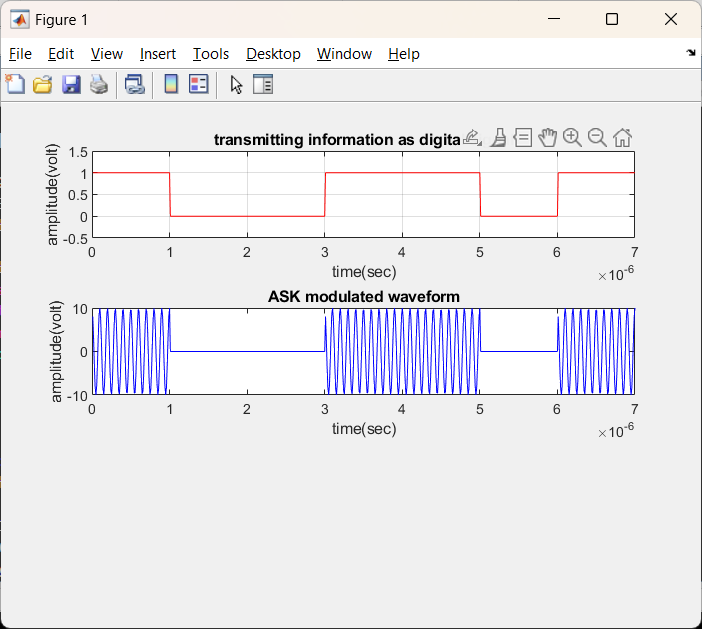 Figure 1
File Edit View Insert Tools Desktop Window Help
transmitting information as digita
amplitude(volt)
1.5
1
0.5
0
-0.5
0 1 2 3 4 5 6 7
time(sec)
×10-6
ASK modulated waveform
amplitude(volt)
10
0
-10
0 1 2 3 4 5 6 7
time(sec)
×10-6